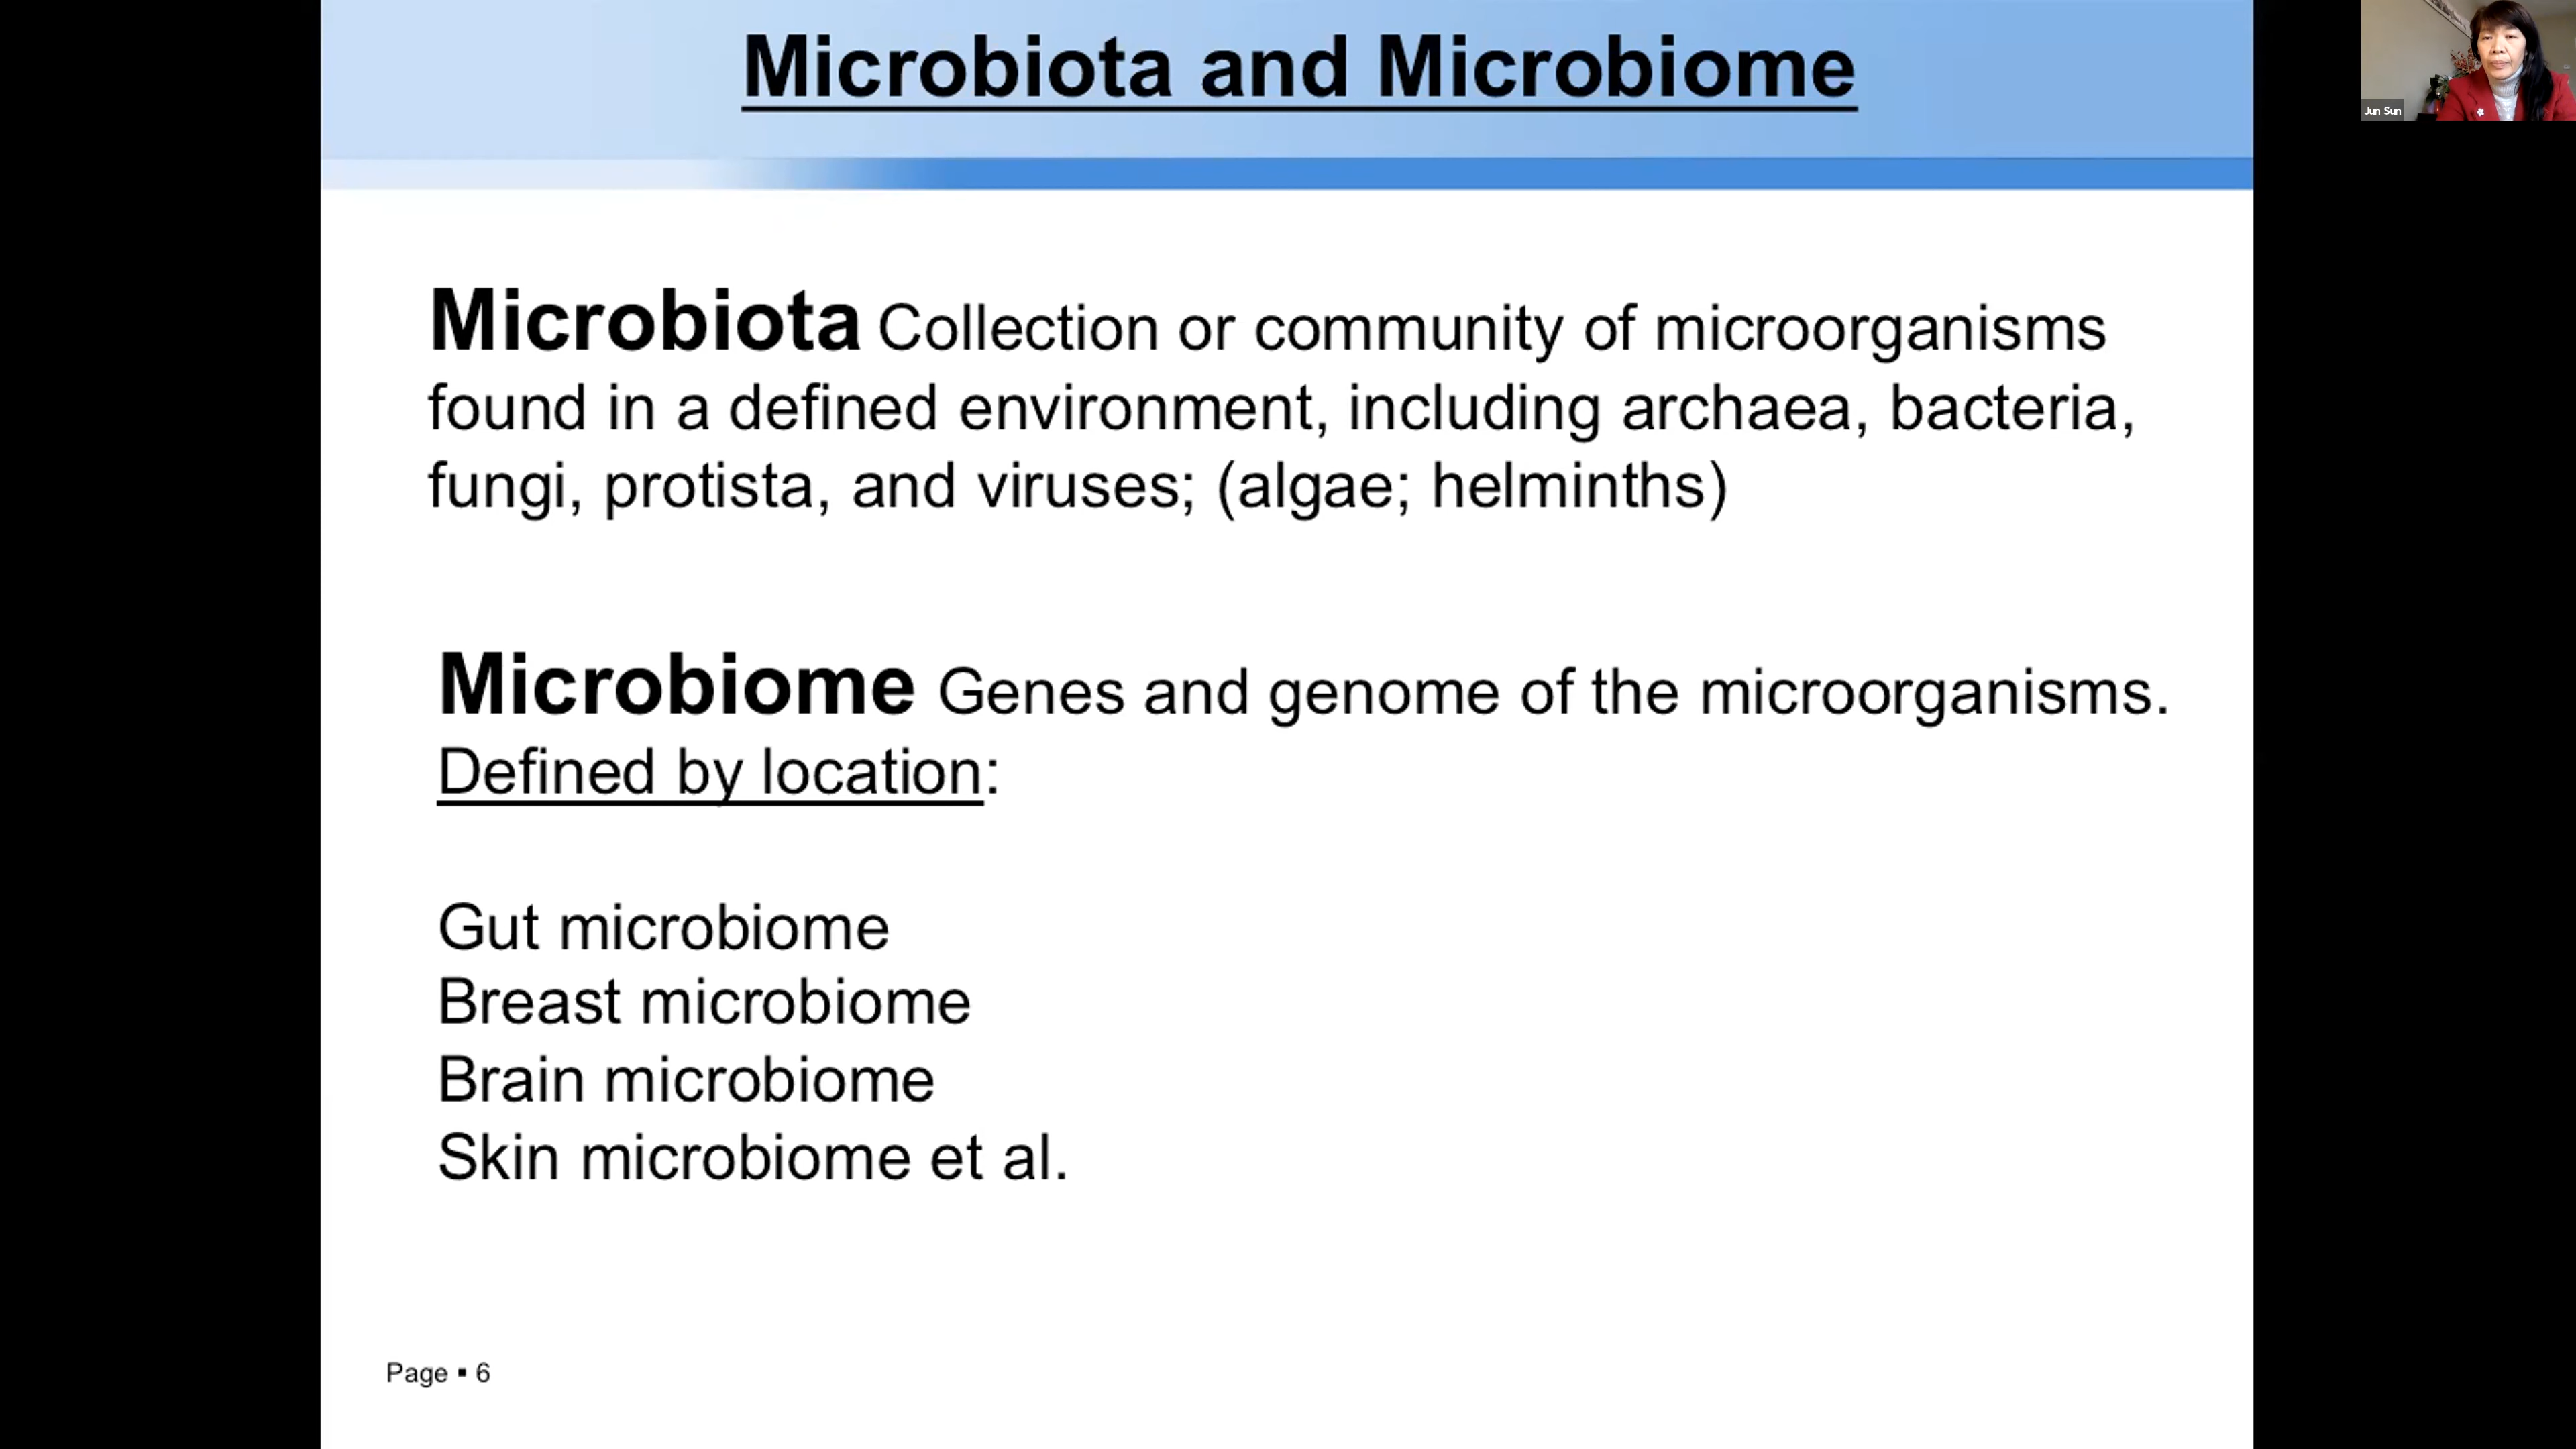 Microbiota and Microbiome
Jun Sun
Microbiota Collection or community of microorganisms
found in a defined environment, including archaea, bacteria,
fungi, protista, and viruses; (algae; helminths)
Microbiome Genes and genome of the microorganisms.
Defined by location:
Gut microbiome
Breast microbiome
Brain microbiome
Skin microbiome et al.
Page ▪ 6